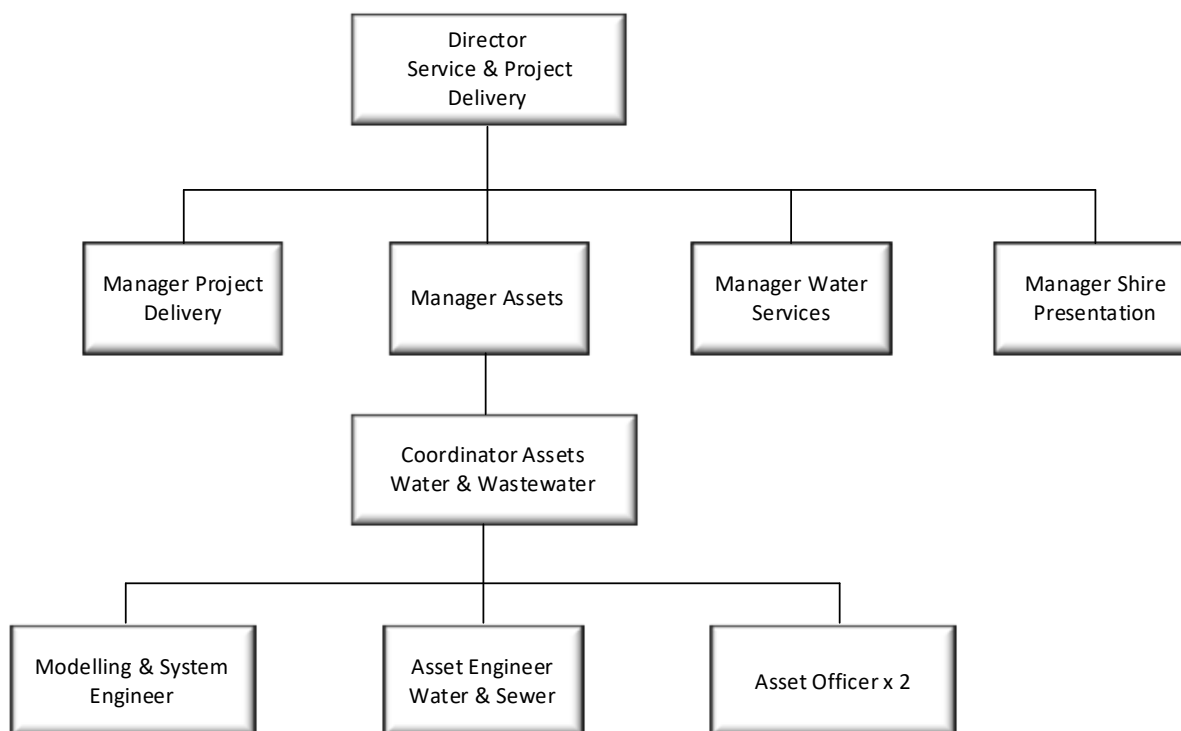 Director
Service & Project
Delivery
Manager Project
Delivery
Manager Assets
Manager Water
Services
Manager Shire
Presentation
Coordinator Assets
Water & Wastewater
Modelling & System
Engineer
Asset Engineer
Water & Sewer
Asset Officer x 2